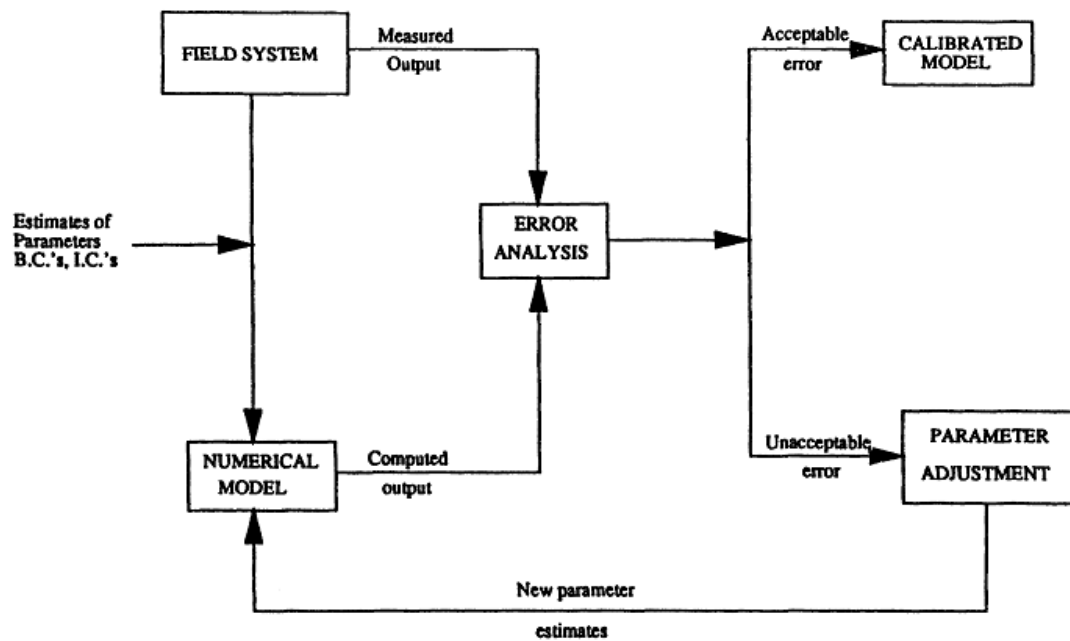 FIELD SYSTEM
Measured
Output
Acceptable
error
CALIBRATED
MODEL
Estimates of
Parameters
B.C.'s, I.C.'s
ERROR
ANALYSIS
NUMERICAL
MODEL
Computed
output
Unacceptable
error
PARAMETER
ADJUSTMENT
New parameter
estimates